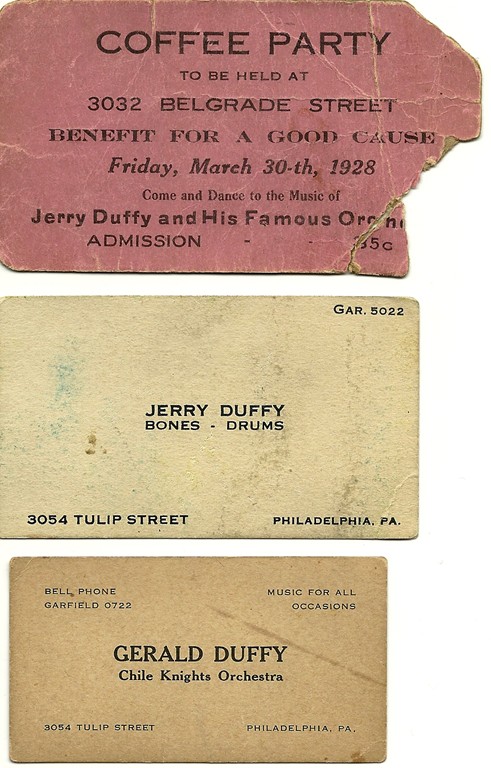 COFFEE PARTY
TO BE HELD AT
3032 BELGRADE STREET
BENEFIT FOR A GOOD CAUSE
Friday, March 30-th, 1928
Come and Dance to the Music of
Jerry Duffy and His Famous
ADMISSION - - 35c
GAR. 5022
JERRY DUFFY
BONES - DRUMS
3054 TULIP STREET PHILADELPHIA, PA.
BELL PHONE MUSIC FOR ALL
GARFIELD 0722 OCCASIONS
GERALD DUFFY
Chile Knights Orchestra
3054 TULIP STREET PHILADELPHIA, PA.